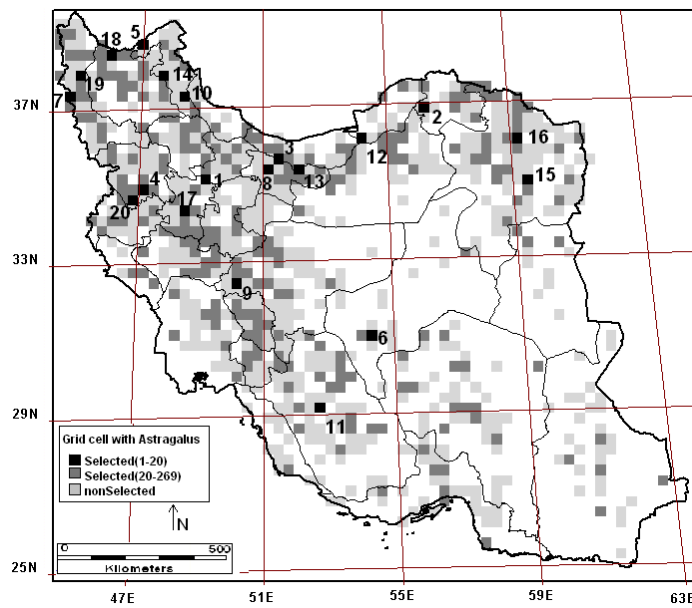 5
18
19
141
7
10
37N
2
3
12
16
8
13
15
4
1
17
20
33N
9
6
29N
11
Grid cell with Astragalus
Selected(1-20)
Selected(20-269)
nonSelected
N
0 500
Kilometers
25N
47E 51E 55E 59E 63E